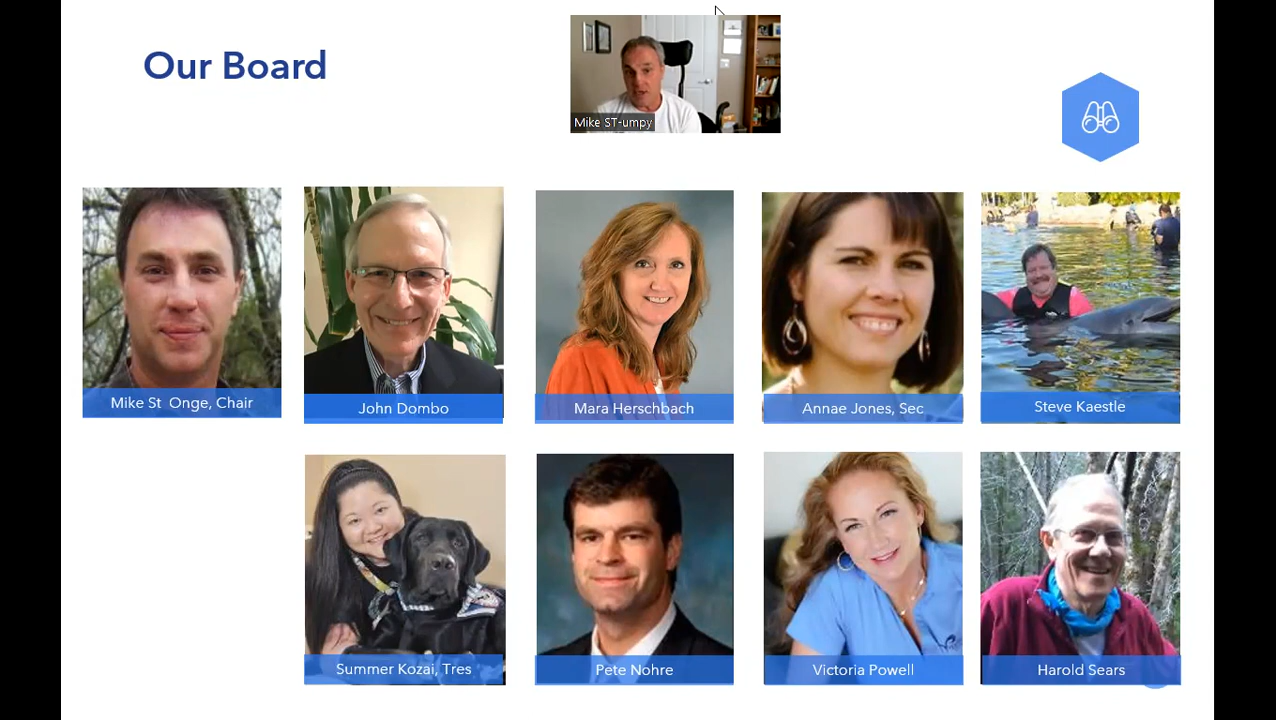 Our Board
Mike ST-umpy
Mike St Onge, Chair
John Dombo
Mara Herschbach
Annae Jones, Sec
Steve Kaestle
Summer Kozai, Tres
Pete Nohre
Victoria Powell
Harold Sears